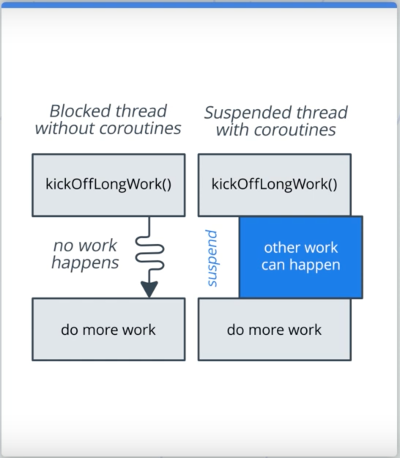 Blocked thread
without coroutines
kickOffLongWork()
no work
happens
do more work
Suspended thread
with coroutines
kickOffLongWork()
suspend
other work
can happen
do more work